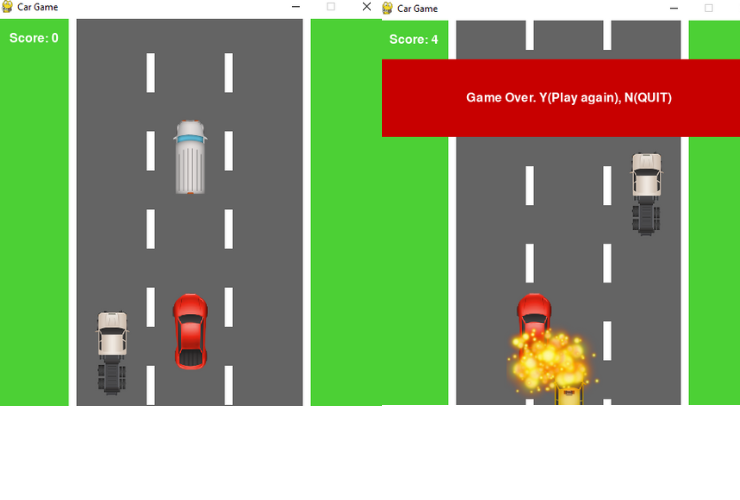 Car Game
Score: 0
Car Game
Score: 4
Game Over. Y(Play again), N(QUIT)